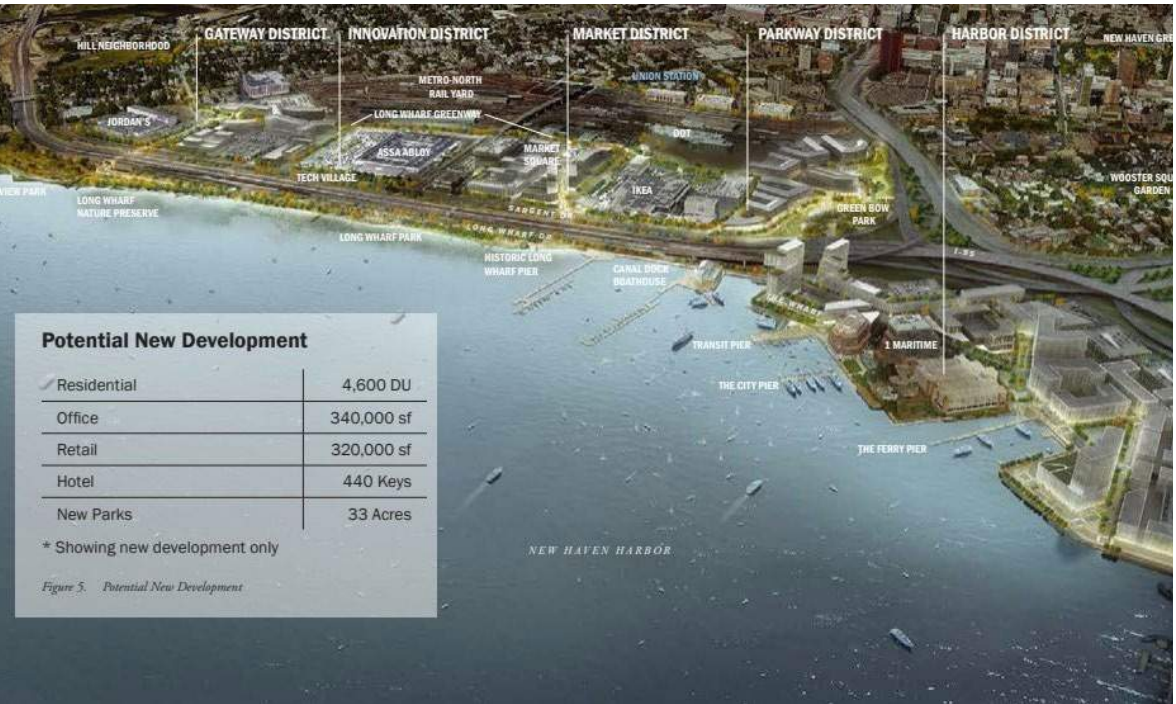 GATEWAY DISTRICT
INNOVATION DISTRICT
MARKET DISTRICT
PARKWAY DISTRICT
HARBOR DISTRICT
NEW HAVEN GRE
HILL NEIGHBORHOOD
METRO-NORTH
RAIL YARD
UNION STATION
LONG WHARF GREENWAY
JORDAN'S
ASSA ABLOY
MARKET
SQUARE
DOT
TECH VILLAGE
IKEA
WOOSTER SQU
GARDEN
VIEW PARK
LONG WHARF
NATURE PRESERVE
SARGENT DR
GREEN BOW
PARK
LONG WHARF PARK
LONG WHARF DR
I-95
HISTORIC LONG
WHARF PIER
CANAL DOCK
BOATHOUSE
THE WHARF
TRANSIT PIER
1 MARITIME
THE CITY PIER
THE FERRY PIER
NEW HAVEN HARBOR
Potential New Development
Residential 4,600 DU
Office 340,000 sf
Retail 320,000 sf
Hotel 440 Keys
New Parks 33 Acres
* Showing new development only
Figure 5. Potential New Development